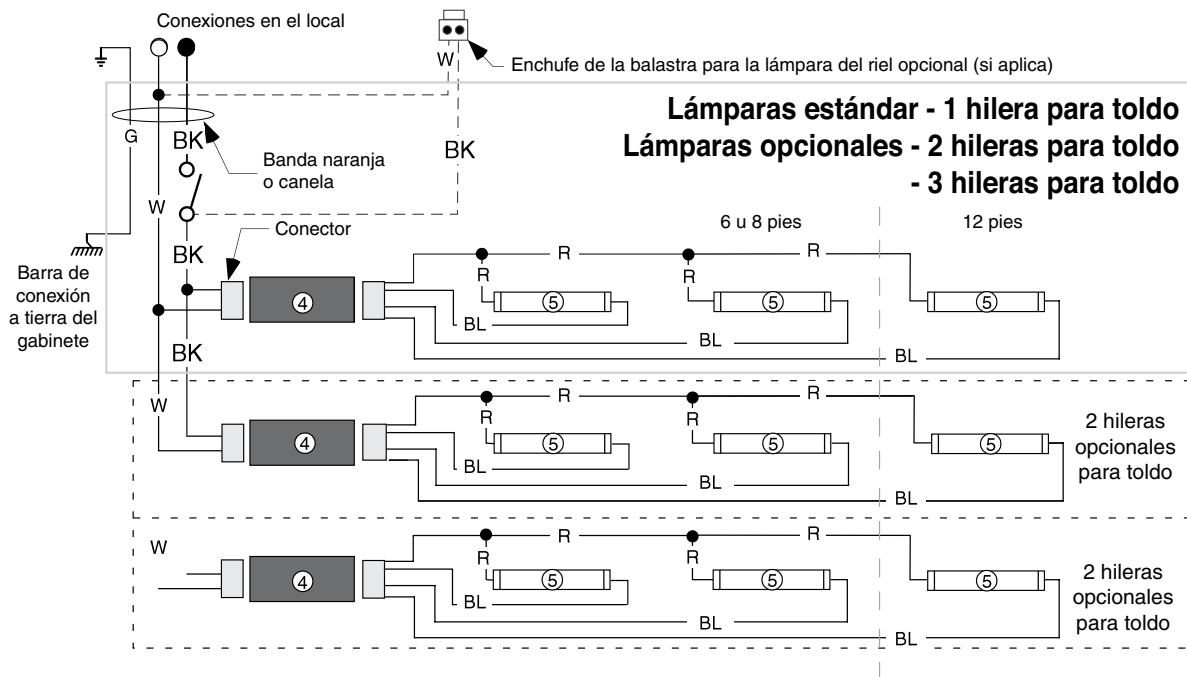 Conexiones en el local
W
Enchufe de la balastra para la lámpara del riel opcional (si aplica)
Lámparas estándar - 1 hilera para toldo
Lámparas opcionales - 2 hileras para toldo
- 3 hileras para toldo
G
BK
BK
Banda naranja
o canela
W
6 u 8 pies
12 pies
Conector
BK
R
R
R
R
Barra de
conexión
a tierra del
gabinete
4
5
5
5
BL
BL
BL
BK
W
R
R
R
R
4
5
5
5
BL
BL
BL
2 hileras
opcionales
para toldo
W
R
R
R
R
4
5
5
5
BL
BL
BL
2 hileras
opcionales
para toldo